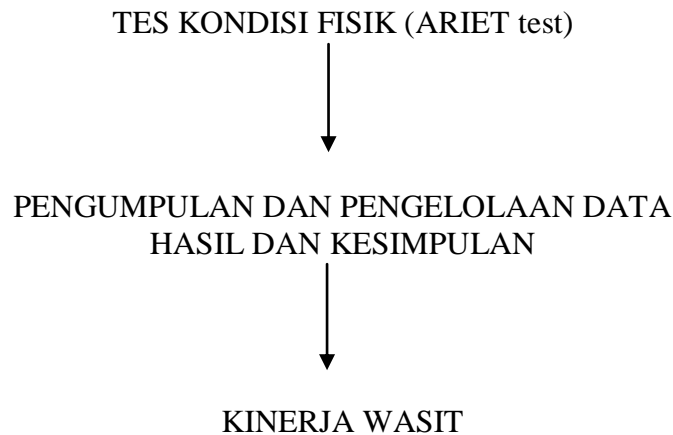 TES KONDISI FISIK (ARIET test)
PENGUMPULAN DAN PENGELOLAAN DATA
HASIL DAN KESIMPULAN
KINERJA WASIT